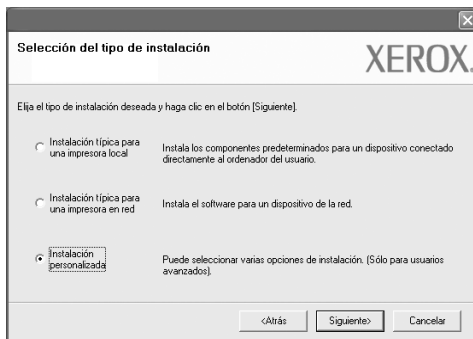 Selección del tipo de instalación
XEROX.
Elija el tipo de instalación deseada y haga clic en el botón [Siguiente].
Instalación típica para
una impresora local
Instala los componentes predeterminados para un dispositivo conectado
directamente al ordenador del usuario.
Instalación típica para
una impresora en red
Instala el software para un dispositivo de la red.
Instalación
personalizada
Puede seleccionar varias opciones de instalación. (Sólo para usuarios
avanzados).
<Atrás
Siguiente>
Cancelar